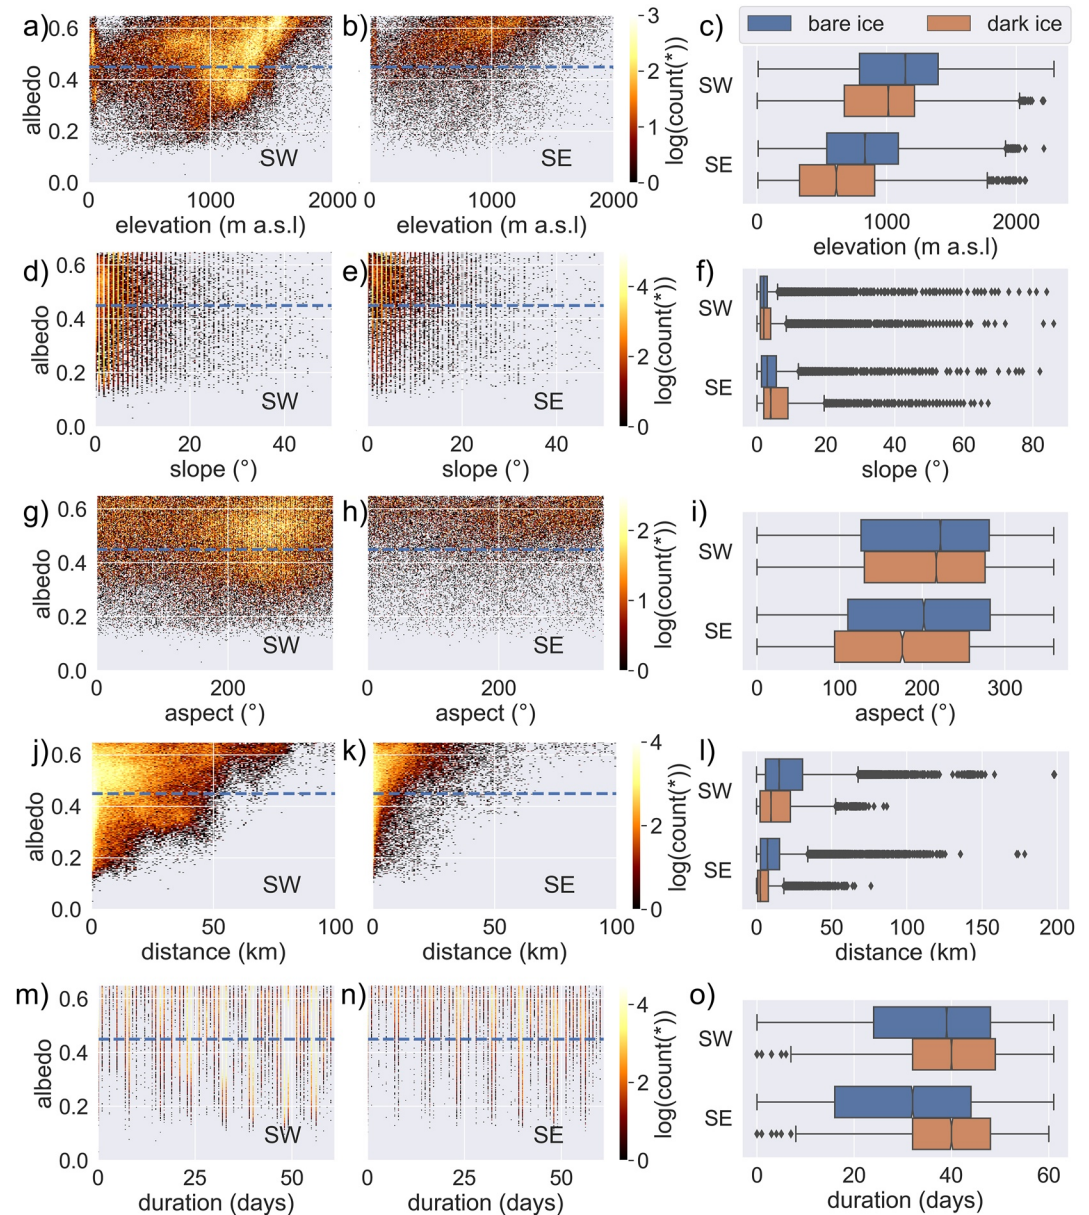 a)
0.6
0.4
0.2
0.0
albedo
SW
0
1000
2000
elevation (m a.s.l)
b)
SE
0
1000
2000
elevation (m a.s.l)
3
2
1
0
log(count(*))
bare ice
dark ice
c)
SW
SE
0
1000
2000
elevation (m a.s.l)
d)
0.6
0.4
0.2
0.0
albedo
SW
0
20
40
slope (°)
e)
SE
0
20
40
slope (°)
4
2
0
log(count(*))
f)
SW
SE
0
20
40
60
80
slope (°)
g)
0.6
0.4
0.2
0.0
albedo
SW
0
200
aspect (°)
h)
SE
0
200
aspect (°)
2
1
0
log(count(*))
i)
SW
SE
0
100
200
300
aspect (°)
j)
0.6
0.4
0.2
0.0
albedo
SW
0
50
100
distance (km)
k)
SE
0
50
100
distance (km)
4
2
0
log(count(*))
l)
SW
SE
0
50
100
150
200
distance (km)
m)
0.6
0.4
0.2
0.0
albedo
SW
0
25
50
duration (days)
n)
SE
0
25
50
duration (days)
4
2
0
log(count(*))
o)
SW
SE
0
20
40
60
duration (days)